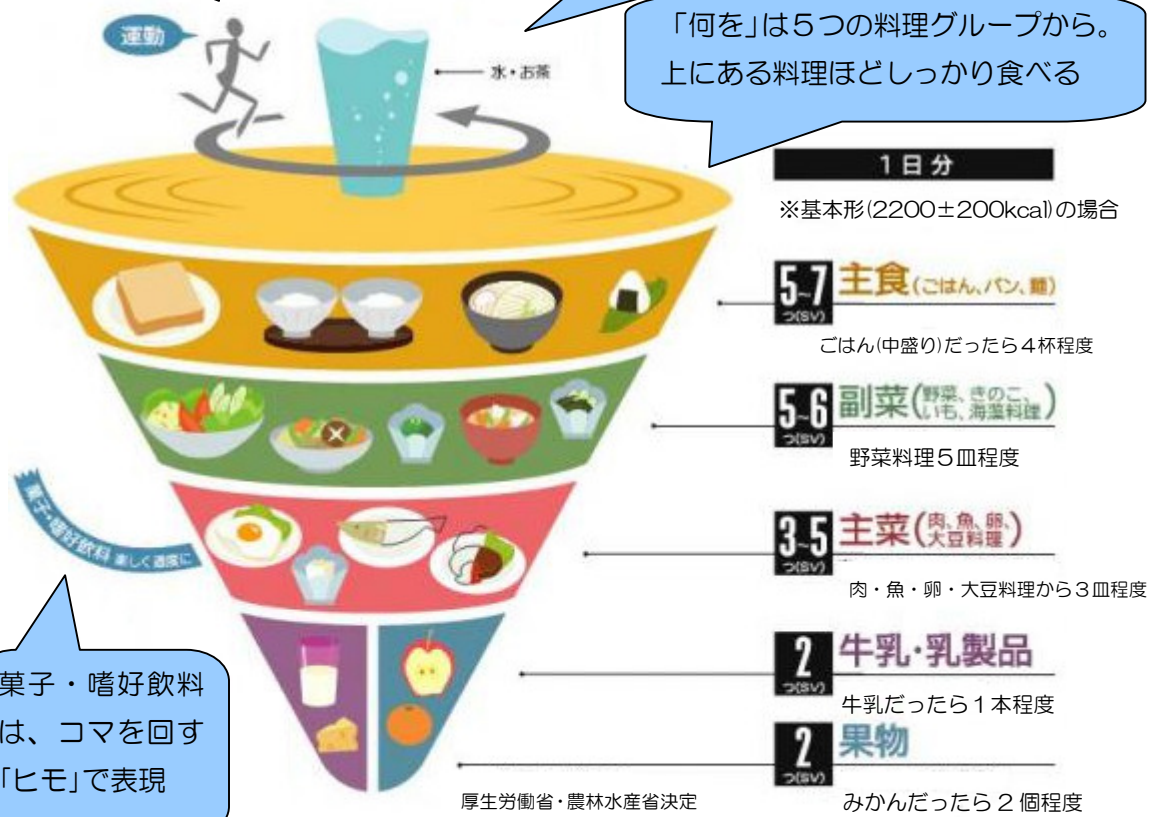 「何を」は５つの料理グループから。
上にある料理ほどしっかり食べる
運動
水・お茶
1日分
※基本形(2200±200kcal)の場合
5~7
つ(SV)
主食(ごはん、パン、麺)
ごはん(中盛り)だったら４杯程度
5~6
つ(SV)
副菜(野菜、きのこ、
いも、海藻料理)
野菜料理５皿程度
菓子・嗜好飲料 楽しく適度に
3~5
つ(SV)
主菜(肉、魚、卵、
大豆料理)
肉・魚・卵・大豆料理から３皿程度
2
つ(SV)
牛乳・乳製品
牛乳だったら１本程度
菓子・嗜好飲料
は、コマを回す
「ヒモ」で表現
2
つ(SV)
果物
みかんだったら２個程度
厚生労働省・農林水産省決定